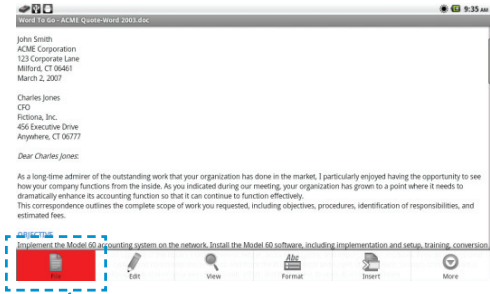 9:35 AM
Word To Go - ACME Quote-Word 2003.doc
John Smith
ACME Corporation
123 Corporate Lane
Milford, CT 06461
March 2, 2007
Charles Jones
CFO
Fictiona, Inc.
456 Executive Drive
Anywhere, CT 06777
Dear Charles Jones:
As a long-time admirer of the outstanding work that your organization has done in the market, I particularly enjoyed having the opportunity to see
how your company functions from the inside. As you indicated during our meeting, your organization has grown to a point where it needs to
dramatically enhance its accounting function so that it can continue to function effectively.
This correspondence outlines the complete scope of work you requested, including objectives, procedures, identification of responsibilities, and
estimated fees.
OBJECTIVE
Implement the Model 60 accounting system on the network. Install the Model 60 software, including implementation and setup, training, conversion,
File
Edit
View
Abc
Format
Insert
More